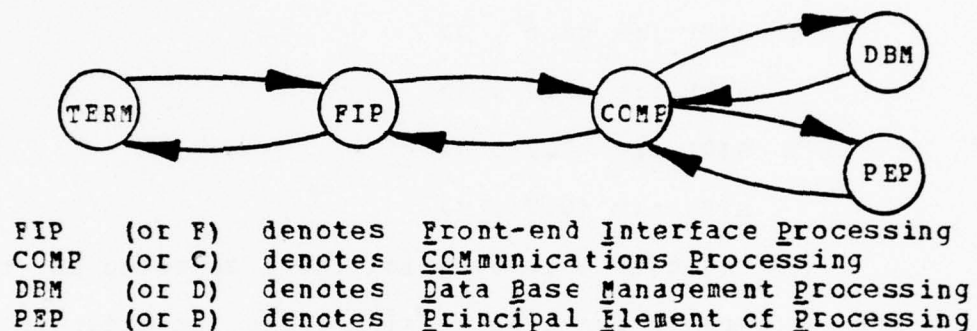 DBM
TERM
FIP
COMP
PEP
FIP (or F) denotes Front-end Interface Processing
COMP (or C) denotes COMmunications Processing
DBM (or D) denotes Data Base Management Processing
PEP (or P) denotes Principal Element of Processing